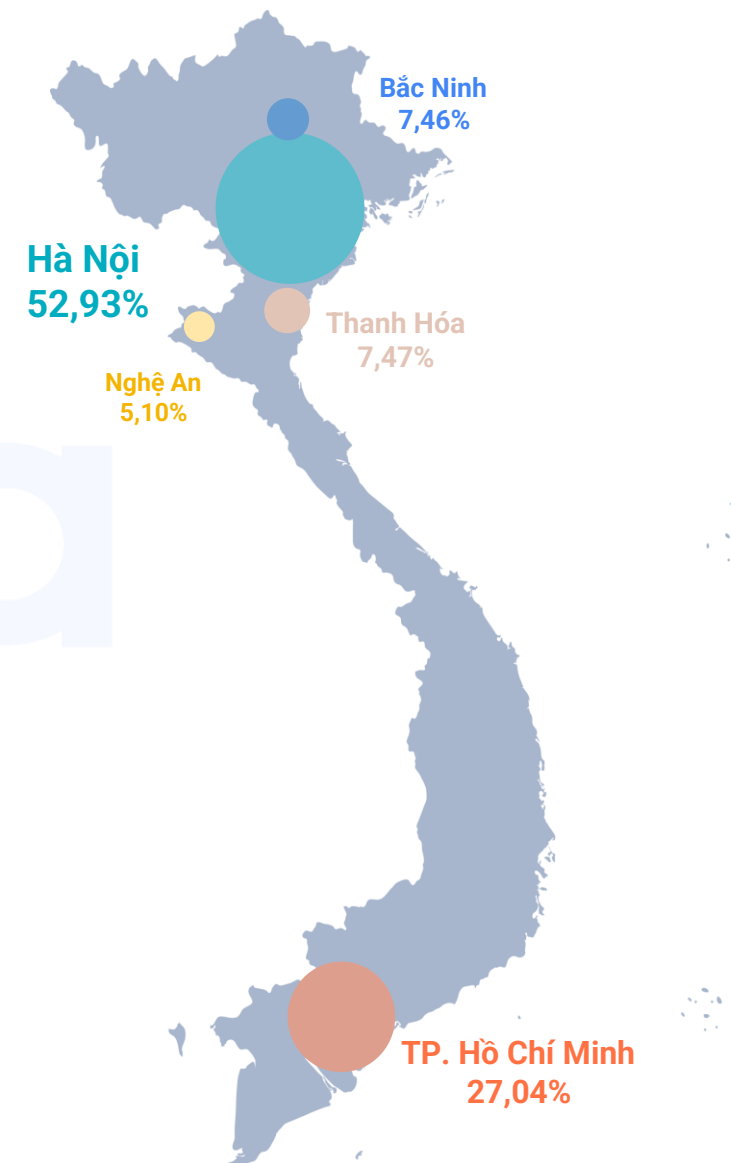 Bắc Ninh
7,46%
Hà Nội
52,93%
Thanh Hóa
7,47%
Nghệ An
5,10%
TP. Hồ Chí Minh
27,04%